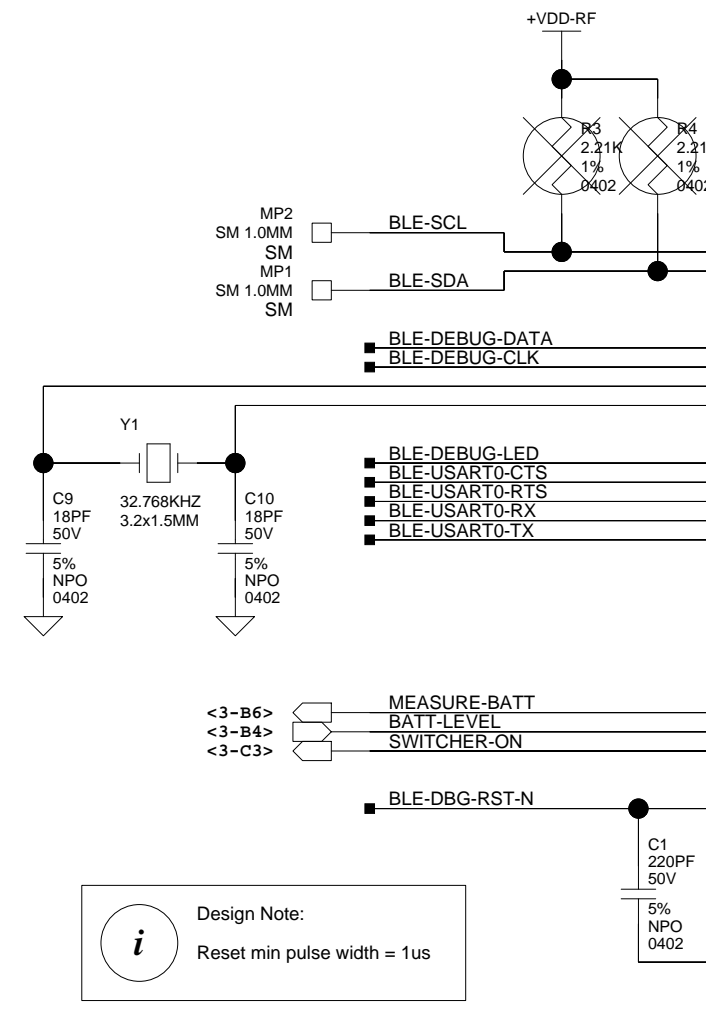 +VDD-RF
R3
2.21K
1%
0402
R4
2.21
1%
0402
MP2
SM 1.0MM
SM
BLE-SCL
MP1
SM 1.0MM
SM
BLE-SDA
BLE-DEBUG-DATA
BLE-DEBUG-CLK
Y1
32.768KHZ
3.2x1.5MM
C9
18PF
50V
5%
NPO
0402
C10
18PF
50V
5%
NPO
0402
BLE-DEBUG-LED
BLE-USART0-CTS
BLE-USART0-RTS
BLE-USART0-RX
BLE-USART0-TX
<3-B6> MEASURE-BATT
<3-B4> BATT-LEVEL
<3-C3> SWITCHER-ON
BLE-DBG-RST-N
C1
220PF
50V
5%
NPO
0402
i
Design Note:
Reset min pulse width = 1us